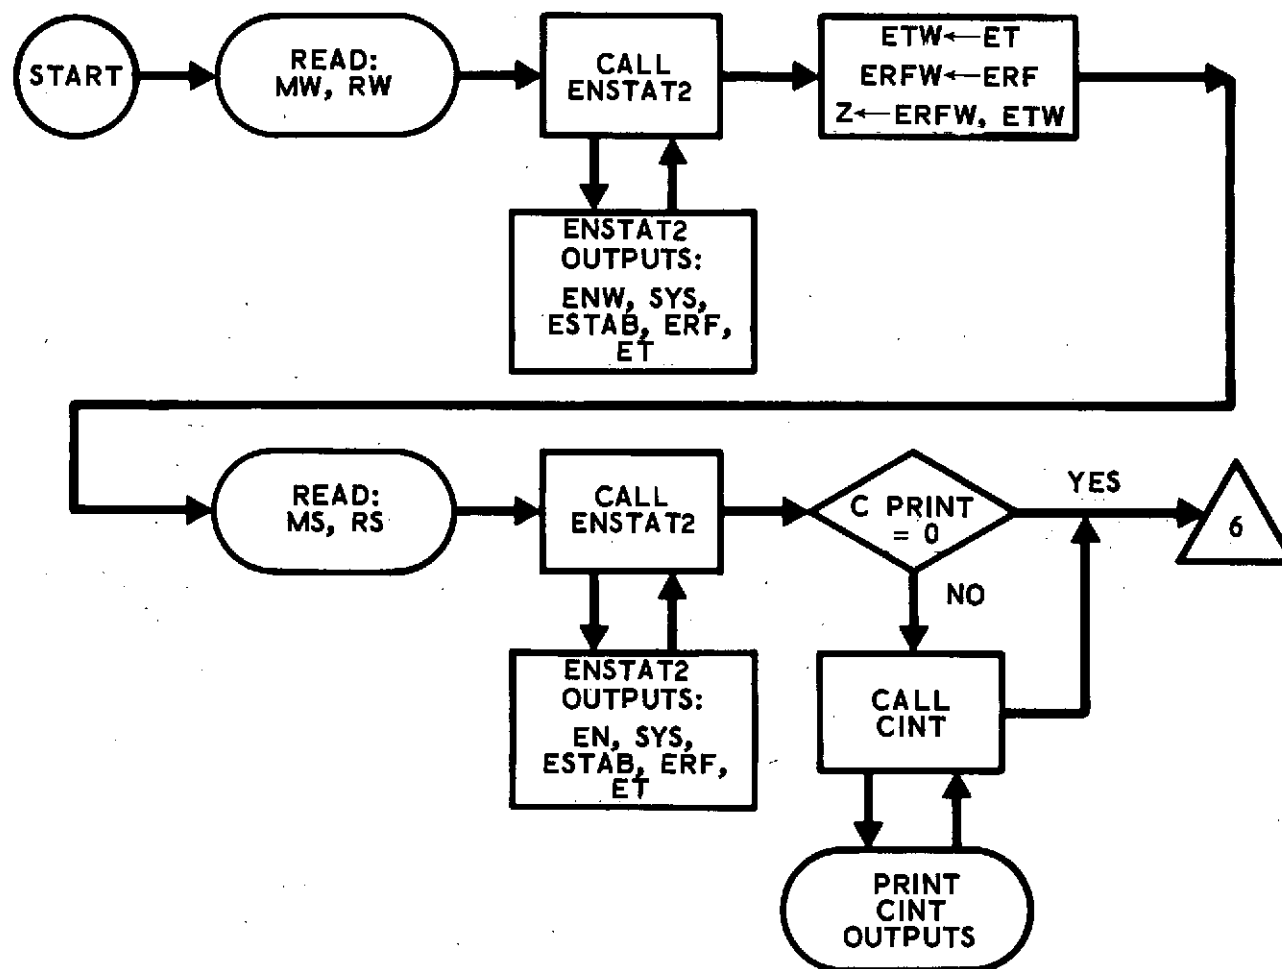 START
READ:
MW, RW
CALL
ENSTAT2
ETW←ET
ERFW←ERF
Z←ERFW, ETW
ENSTAT2
OUTPUTS:
ENW, SYS,
ESTAB, ERF,
ET
READ:
MS, RS
CALL
ENSTAT2
C PRINT
= 0
YES
6
NO
ENSTAT2
OUTPUTS:
EN, SYS,
ESTAB, ERF,
ET
CALL
CINT
PRINT
CINT
OUTPUTS